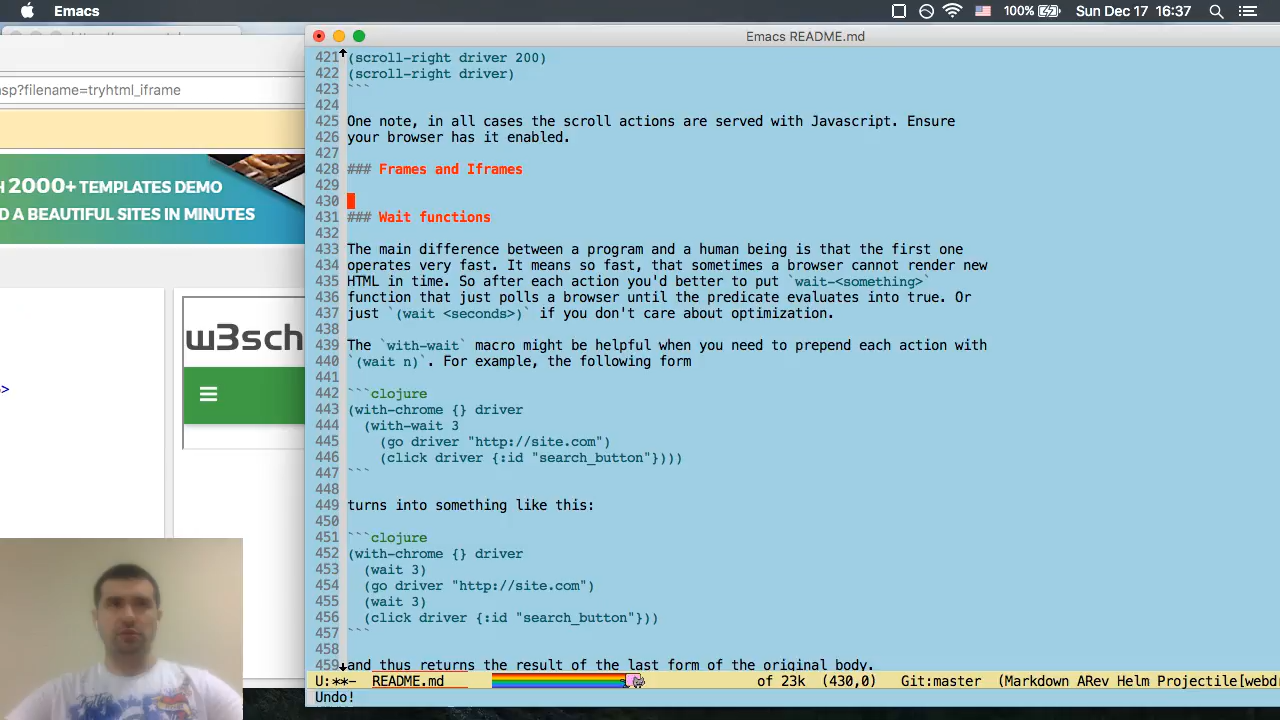 Emacs
100%
Sun Dec 17 16:37
Emacs README.md
sp?filename=tryhtml_iframe
2000+ TEMPLATES DEMO
A BEAUTIFUL SITES IN MINUTES
w3sch
>
421 (scroll-right driver 200)
422 (scroll-right driver)
423 ```
424
425 One note, in all cases the scroll actions are served with Javascript. Ensure
426 your browser has it enabled.
427
428 ### Frames and Iframes
429
430
431 ### Wait functions
432
433 The main difference between a program and a human being is that the first one
434 operates very fast. It means so fast, that sometimes a browser cannot render new
435 HTML in time. So after each action you'd better to put `wait-<something>`
436 function that just polls a browser until the predicate evaluates into true. Or
437 just `(wait <seconds>)` if you don't care about optimization.
438
439 The `with-wait` macro might be helpful when you need to prepend each action with
440 `(wait n)`. For example, the following form
441
442 ```clojure
443 (with-chrome {} driver
444   (with-wait 3
445     (go driver "http://site.com")
446     (click driver {:id "search_button"})))
447 ```
448
449 turns into something like this:
450
451 ```clojure
452 (with-chrome {} driver
453   (wait 3)
454   (go driver "http://site.com")
455   (wait 3)
456   (click driver {:id "search_button"}))
457 ```
458
459 and thus returns the result of the last form of the original body.
U:**-  README.md  of 23k  (430,0)  Git:master  (Markdown ARev Helm Projectile[webd
Undo!